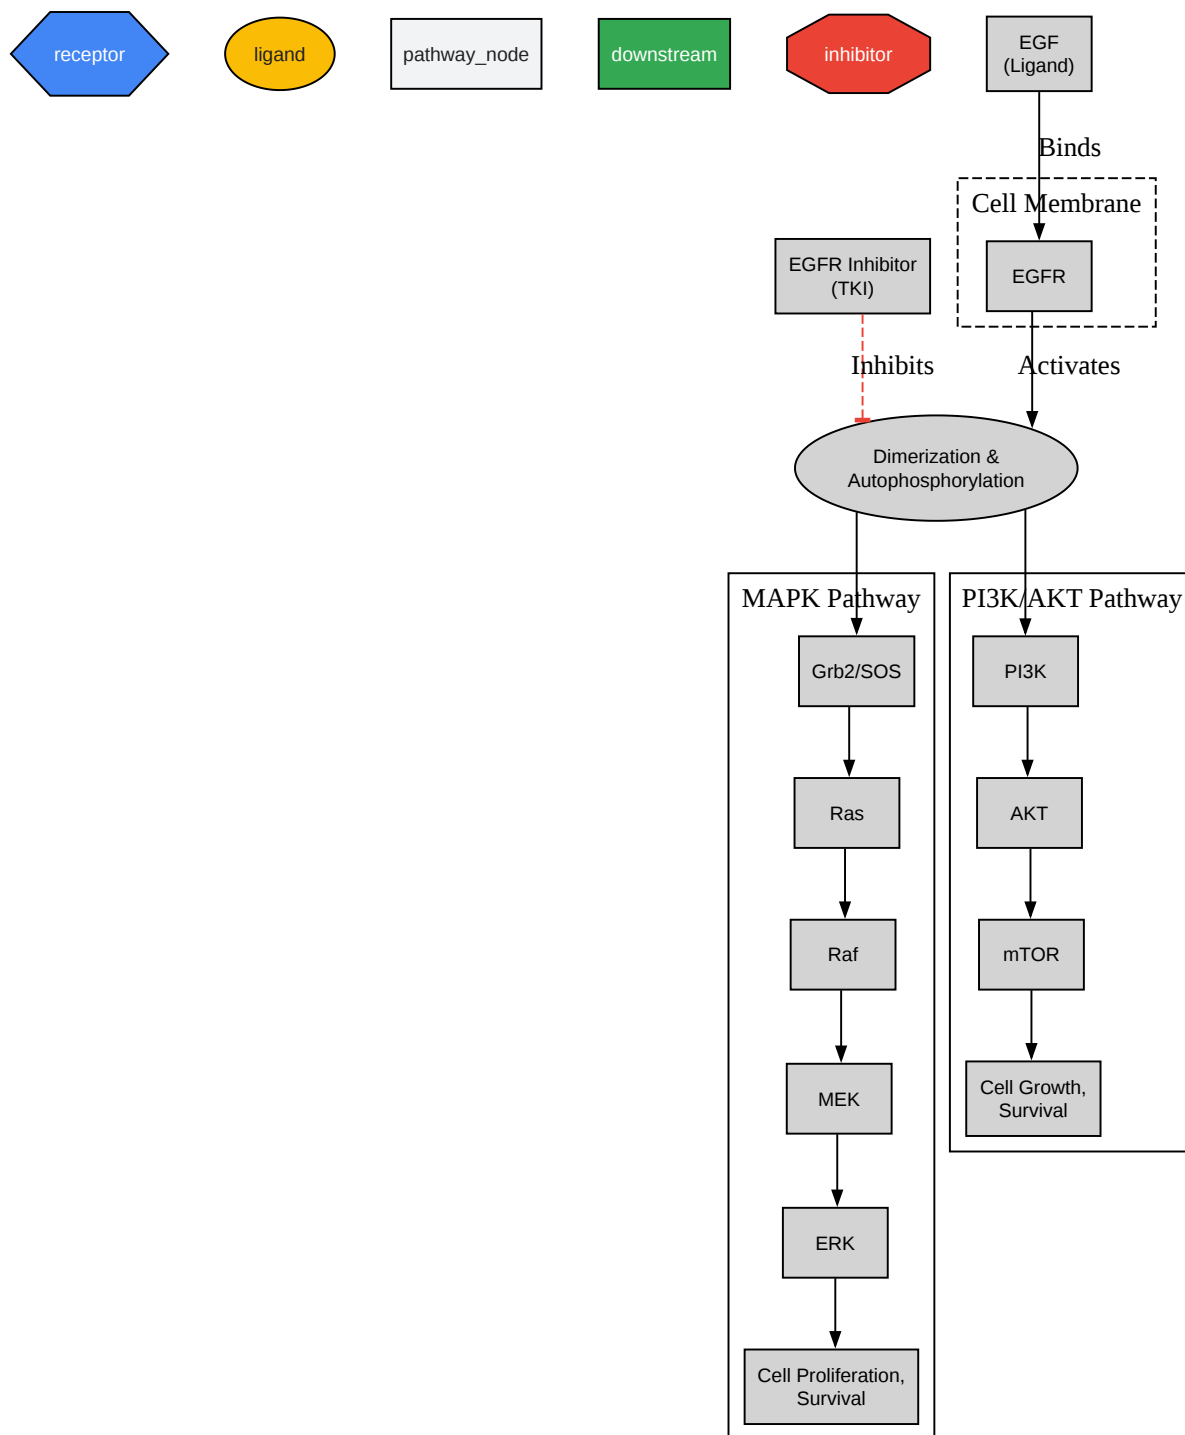 receptor
ligand
pathway_node
downstream
inhibitor
EGF
(Ligand)
Binds
Cell Membrane
EGFR Inhibitor
(TKI)
EGFR
Inhibits
Activates
Dimerization &
Autophosphorylation
MAPK Pathway
PI3K/AKT Pathway
Grb2/SOS
PI3K
Ras
AKT
Raf
mTOR
MEK
Cell Growth,
Survival
ERK
Cell Proliferation,
Survival